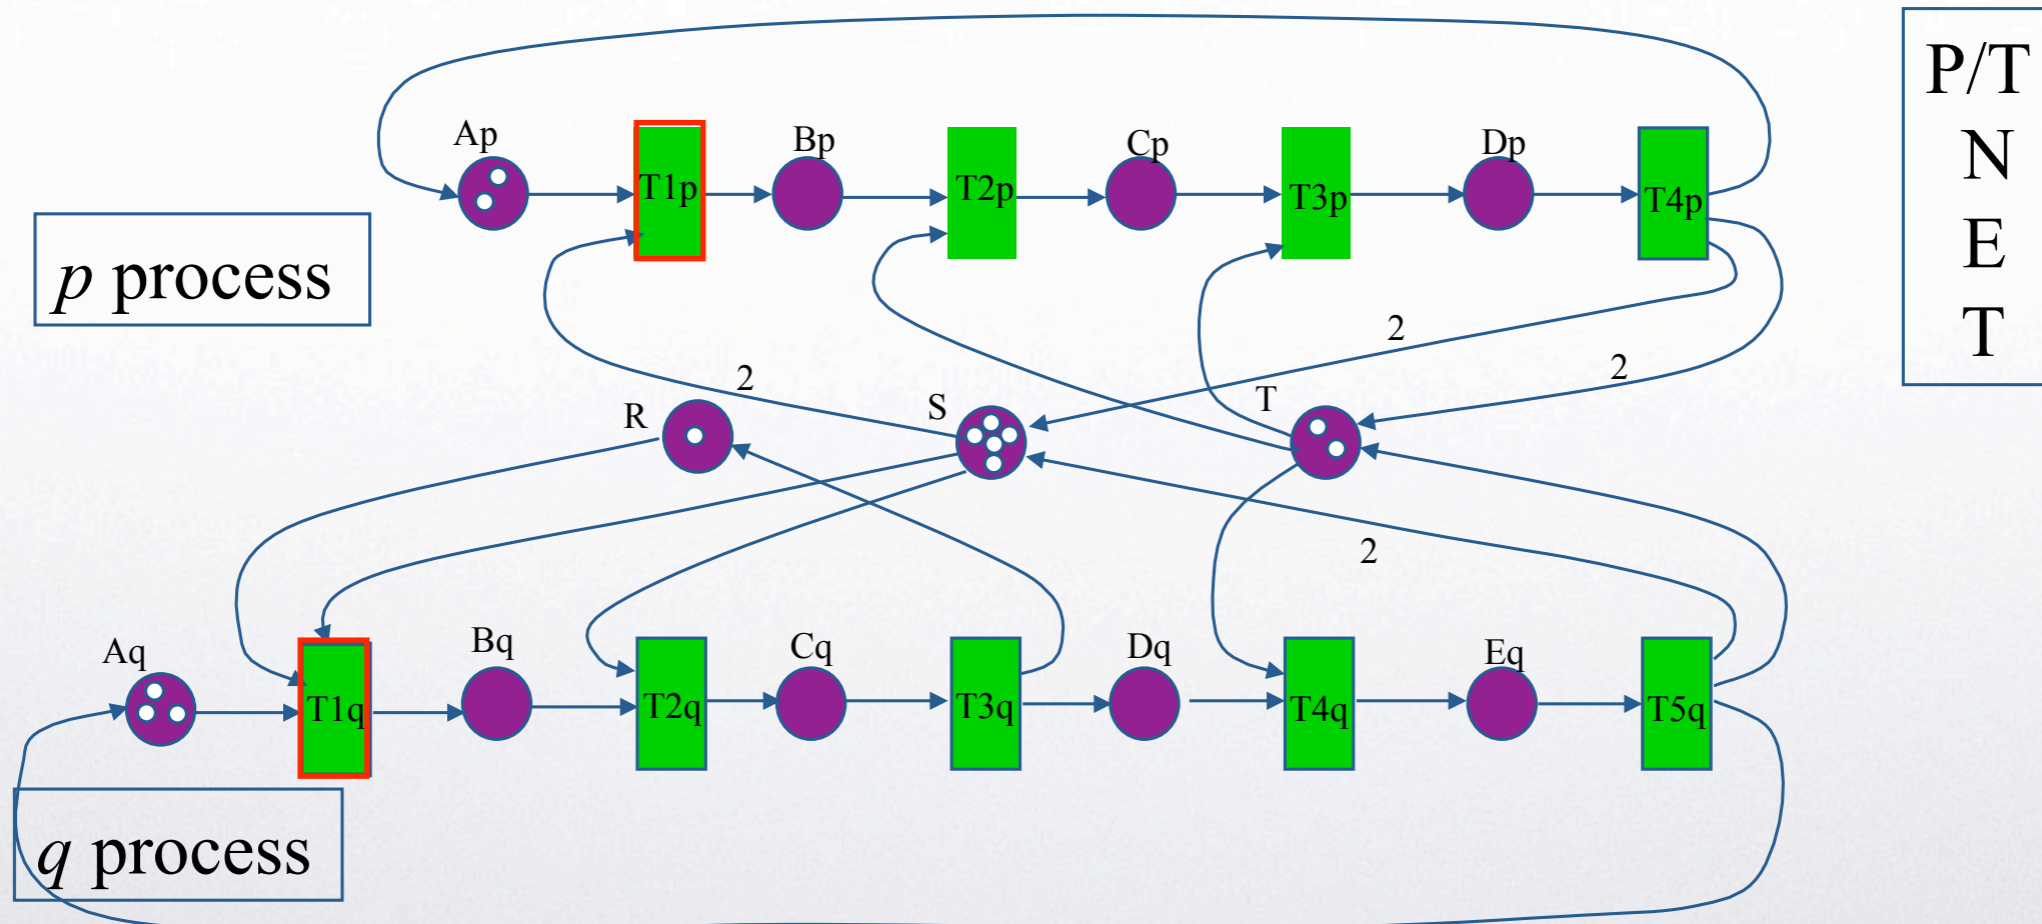 P/T
N
E
T
Ap
T1p
Bp
T2p
Cp
T3p
Dp
T4p
p process
2
2
2
R
S
T
2
Aq
T1q
Bq
T2q
Cq
T3q
Dq
T4q
Eq
T5q
q process